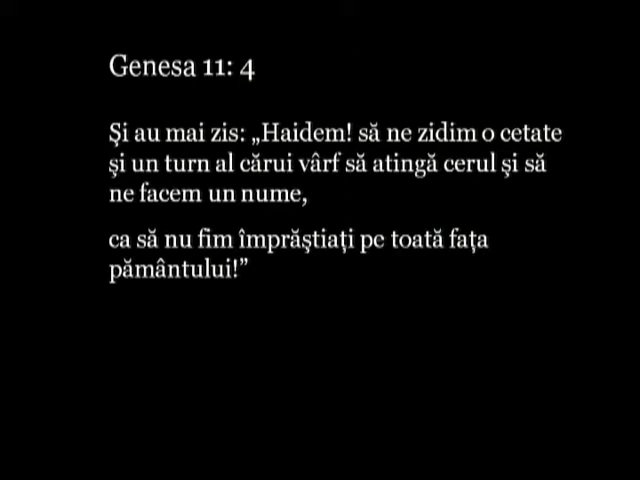 Genesa 11: 4
Şi au mai zis: „Haidem! să ne zidim o cetate
şi un turn al cărui vârf să atingă cerul şi să
ne facem un nume,
ca să nu fim împrăştiaţi pe toată faţa
pământului!”